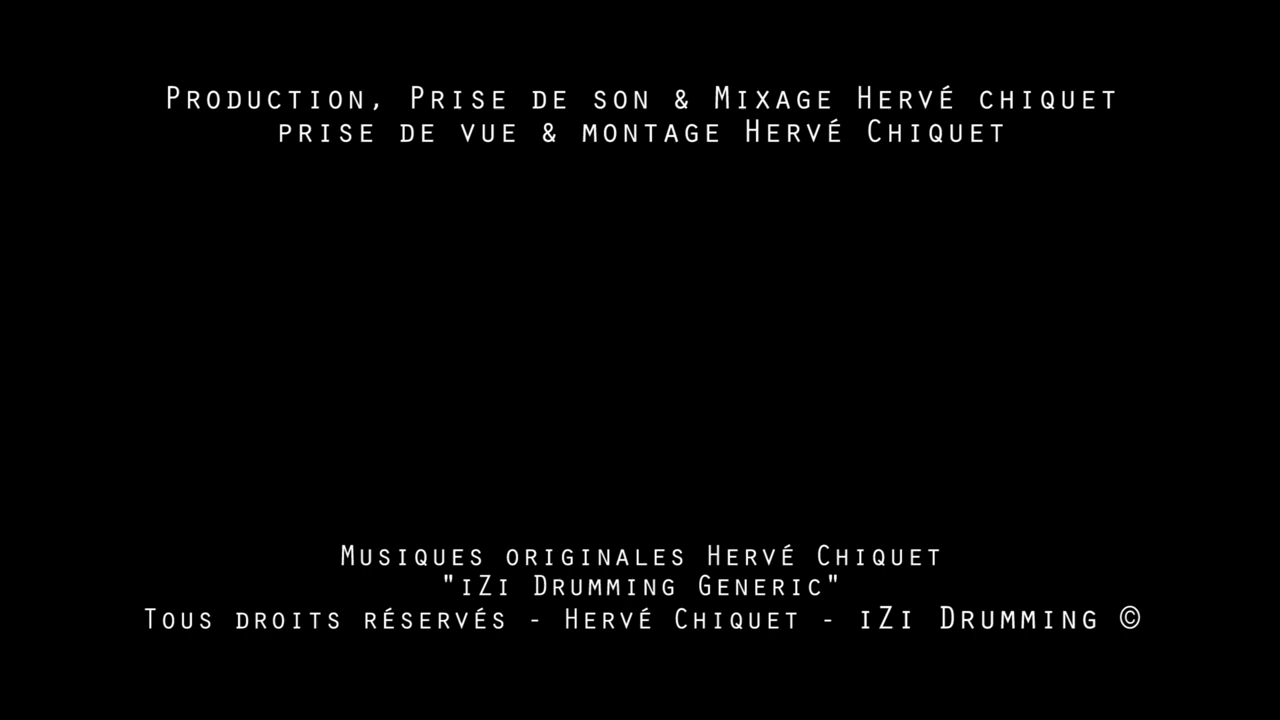 Production, Prise de son & Mixage Hervé chiquet
prise de vue & montage Hervé Chiquet
Musiques originales Hervé Chiquet
"iZi Drumming Generic"
Tous droits réservés - Hervé Chiquet - iZi Drumming ©